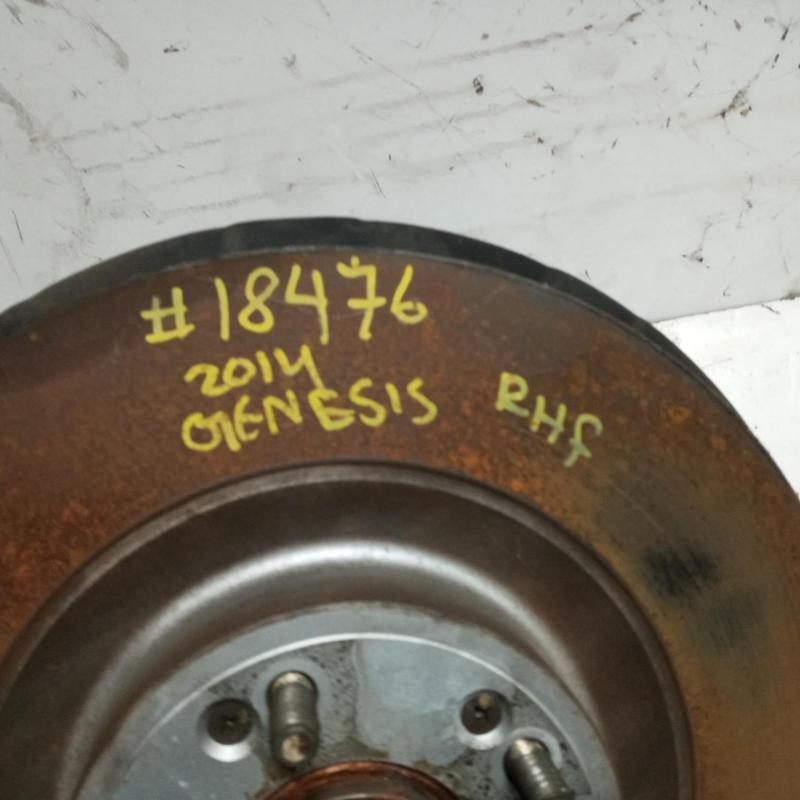 #18476
2014
GENESIS
RHf